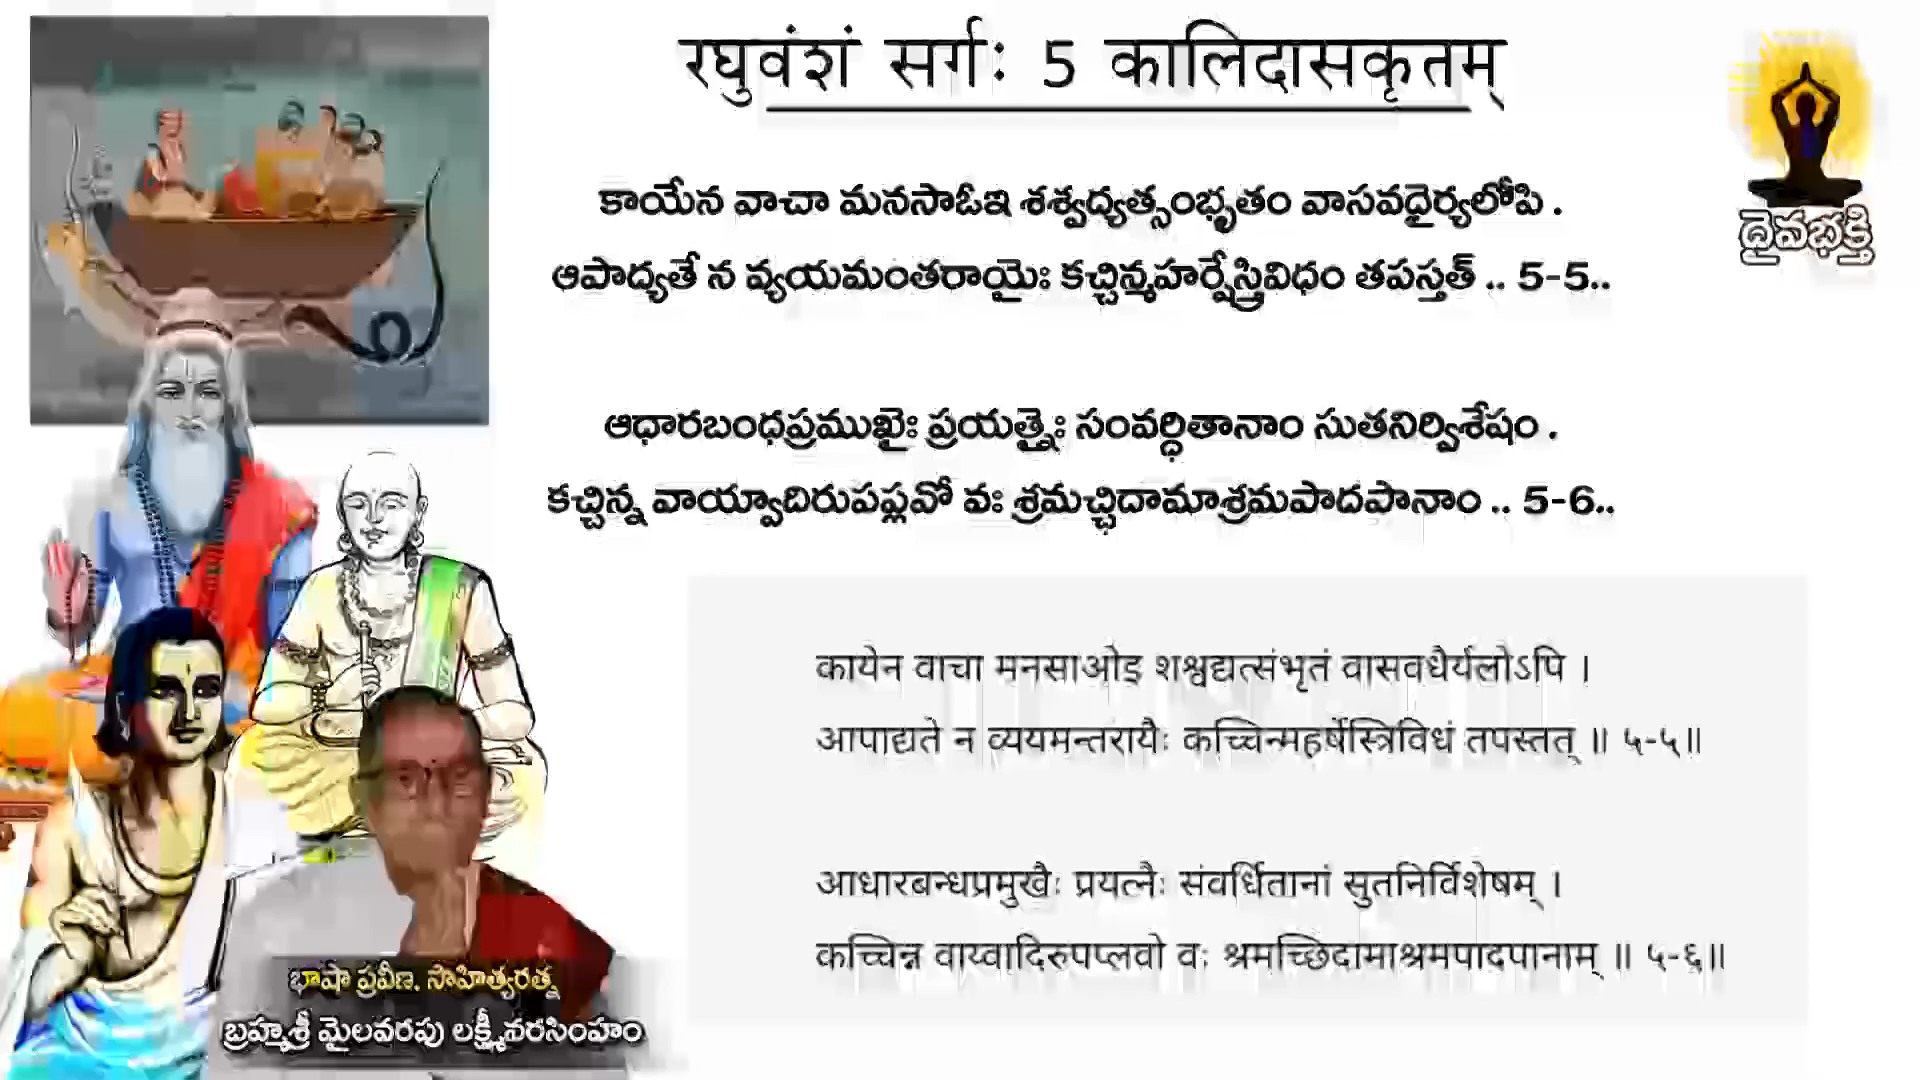 रघुवंशं सर्गः 5 कालिदासकृतम्
కాయేన వాచా మనసాఓఇ శశ్వద్యత్సంభృతం వాసవధైర్యలోపి .
ఆపాద్యతే న వ్యయమంతరాయైః కచ్చిన్మహర్షేస్త్రివిధం తపస్తత్ .. 5-5..
ఆధారబంధప్రముఖైః ప్రయత్నైః సంవర్ధితానాం సుతనిర్విశేషం .
కచ్చిన్న వాయ్వాదిరుపప్లవో వః శ్రమచ్ఛిదామాశ్రమపాదపానాం .. 5-6..
कायेन वाचा मनसाओइ शश्वद्यत्संभृतं वासवधैर्यलोऽपि ।
आपाद्यते न व्ययमन्तरायैः कच्चिन्महर्षेस्त्रिविधं तपस्तत् ॥ ५-५॥
आधारबन्धप्रमुखैः प्रयत्नैः संवर्धितानां सुतनिर्विशेषम् ।
कच्चिन्न वाय्वादिरुपप्लवो वः श्रमच्छिदामाश्रमपादपानाम् ॥ ५-६॥
దైవభక్తి
భాషా ప్రవీణ. సాహిత్యరత్న
బ్రహ్మశ్రీ మైలవరపు లక్ష్మీవరసింహం